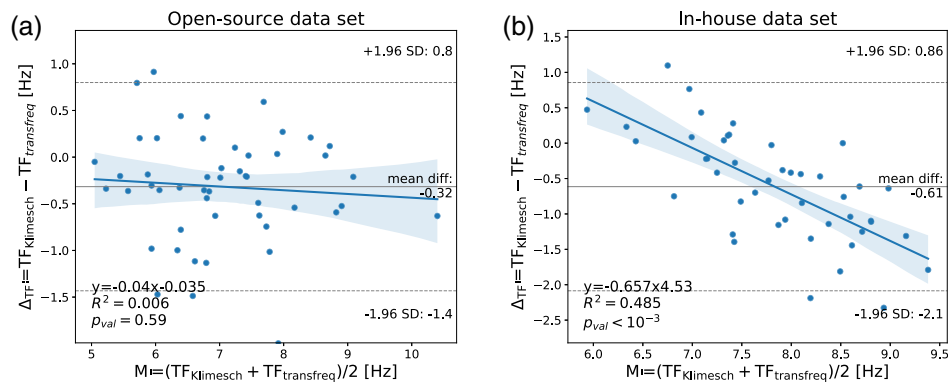 (a)
Open-source data set
+1.96 SD: 0.8
mean diff:
-0.32
y=-0.04x-0.035
R² = 0.006
p_val = 0.59
-1.96 SD: -1.4
1.0
0.5
0.0
−0.5
−1.0
−1.5
5 6 7 8 9 10
Δ_TF=TF_Klimesch − TF_transfreq [Hz]
M=(TF_Klimesch + TF_transfreq)/2 [Hz]
(b)
In-house data set
+1.96 SD: 0.86
mean diff:
-0.61
y=-0.657x4.53
R² = 0.485
p_val < 10⁻³
-1.96 SD: -2.1
1.5
1.0
0.5
0.0
−0.5
−1.0
−1.5
−2.0
−2.5
6.0 6.5 7.0 7.5 8.0 8.5 9.0 9.5
Δ_TF=TF_Klimesch − TF_transfreq [Hz]
M=(TF_Klimesch + TF_transfreq)/2 [Hz]